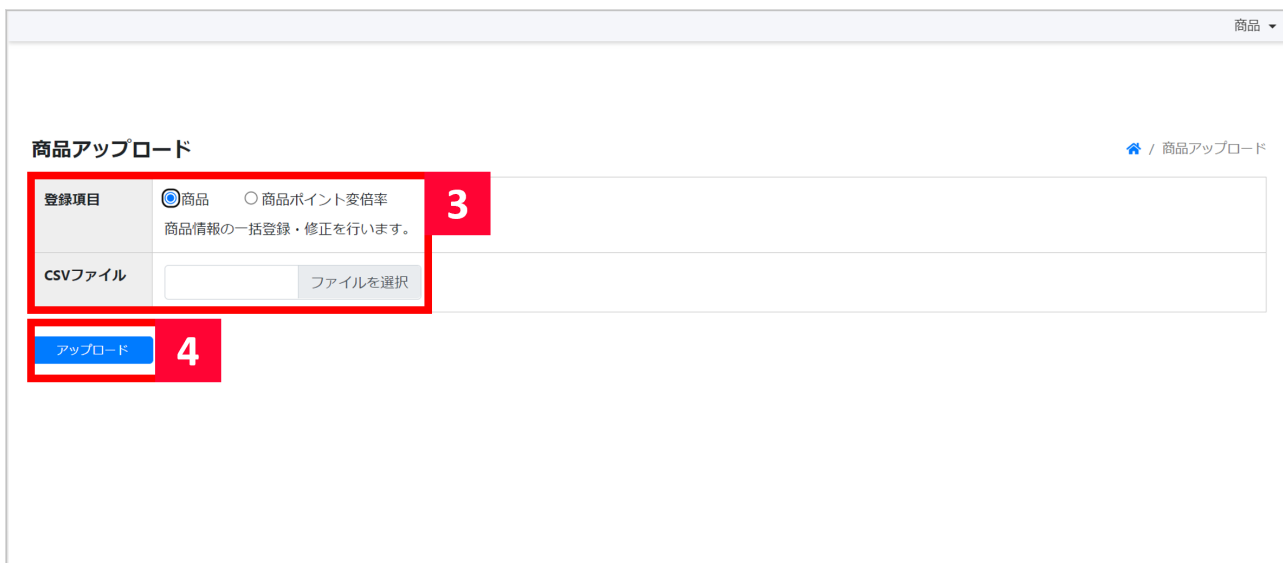 商品
商品アップロード
/ 商品アップロード
登録項目
商品 商品ポイント変倍率
商品情報の一括登録・修正を行います。
3
CSVファイル
ファイルを選択
アップロード
4